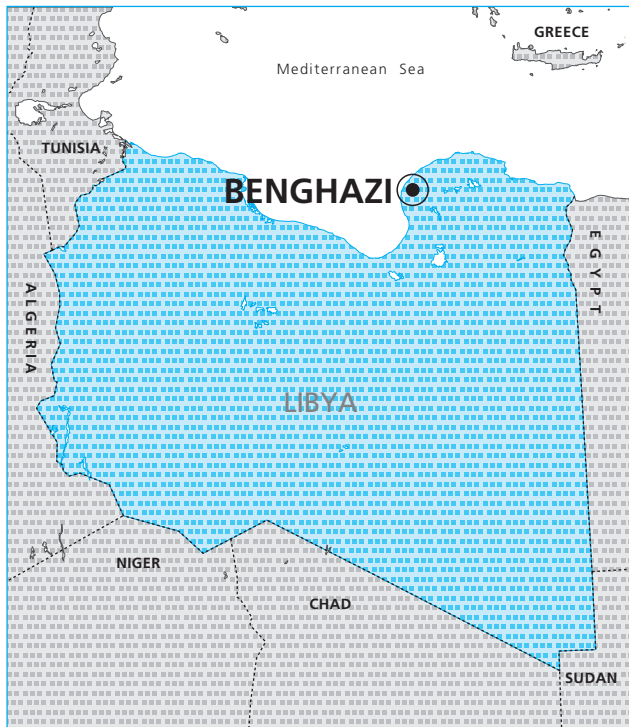 GREECE
Mediterranean Sea
TUNISIA
BENGHAZI
EGYPT
ALGERIA
LIBYA
NIGER
CHAD
SUDAN